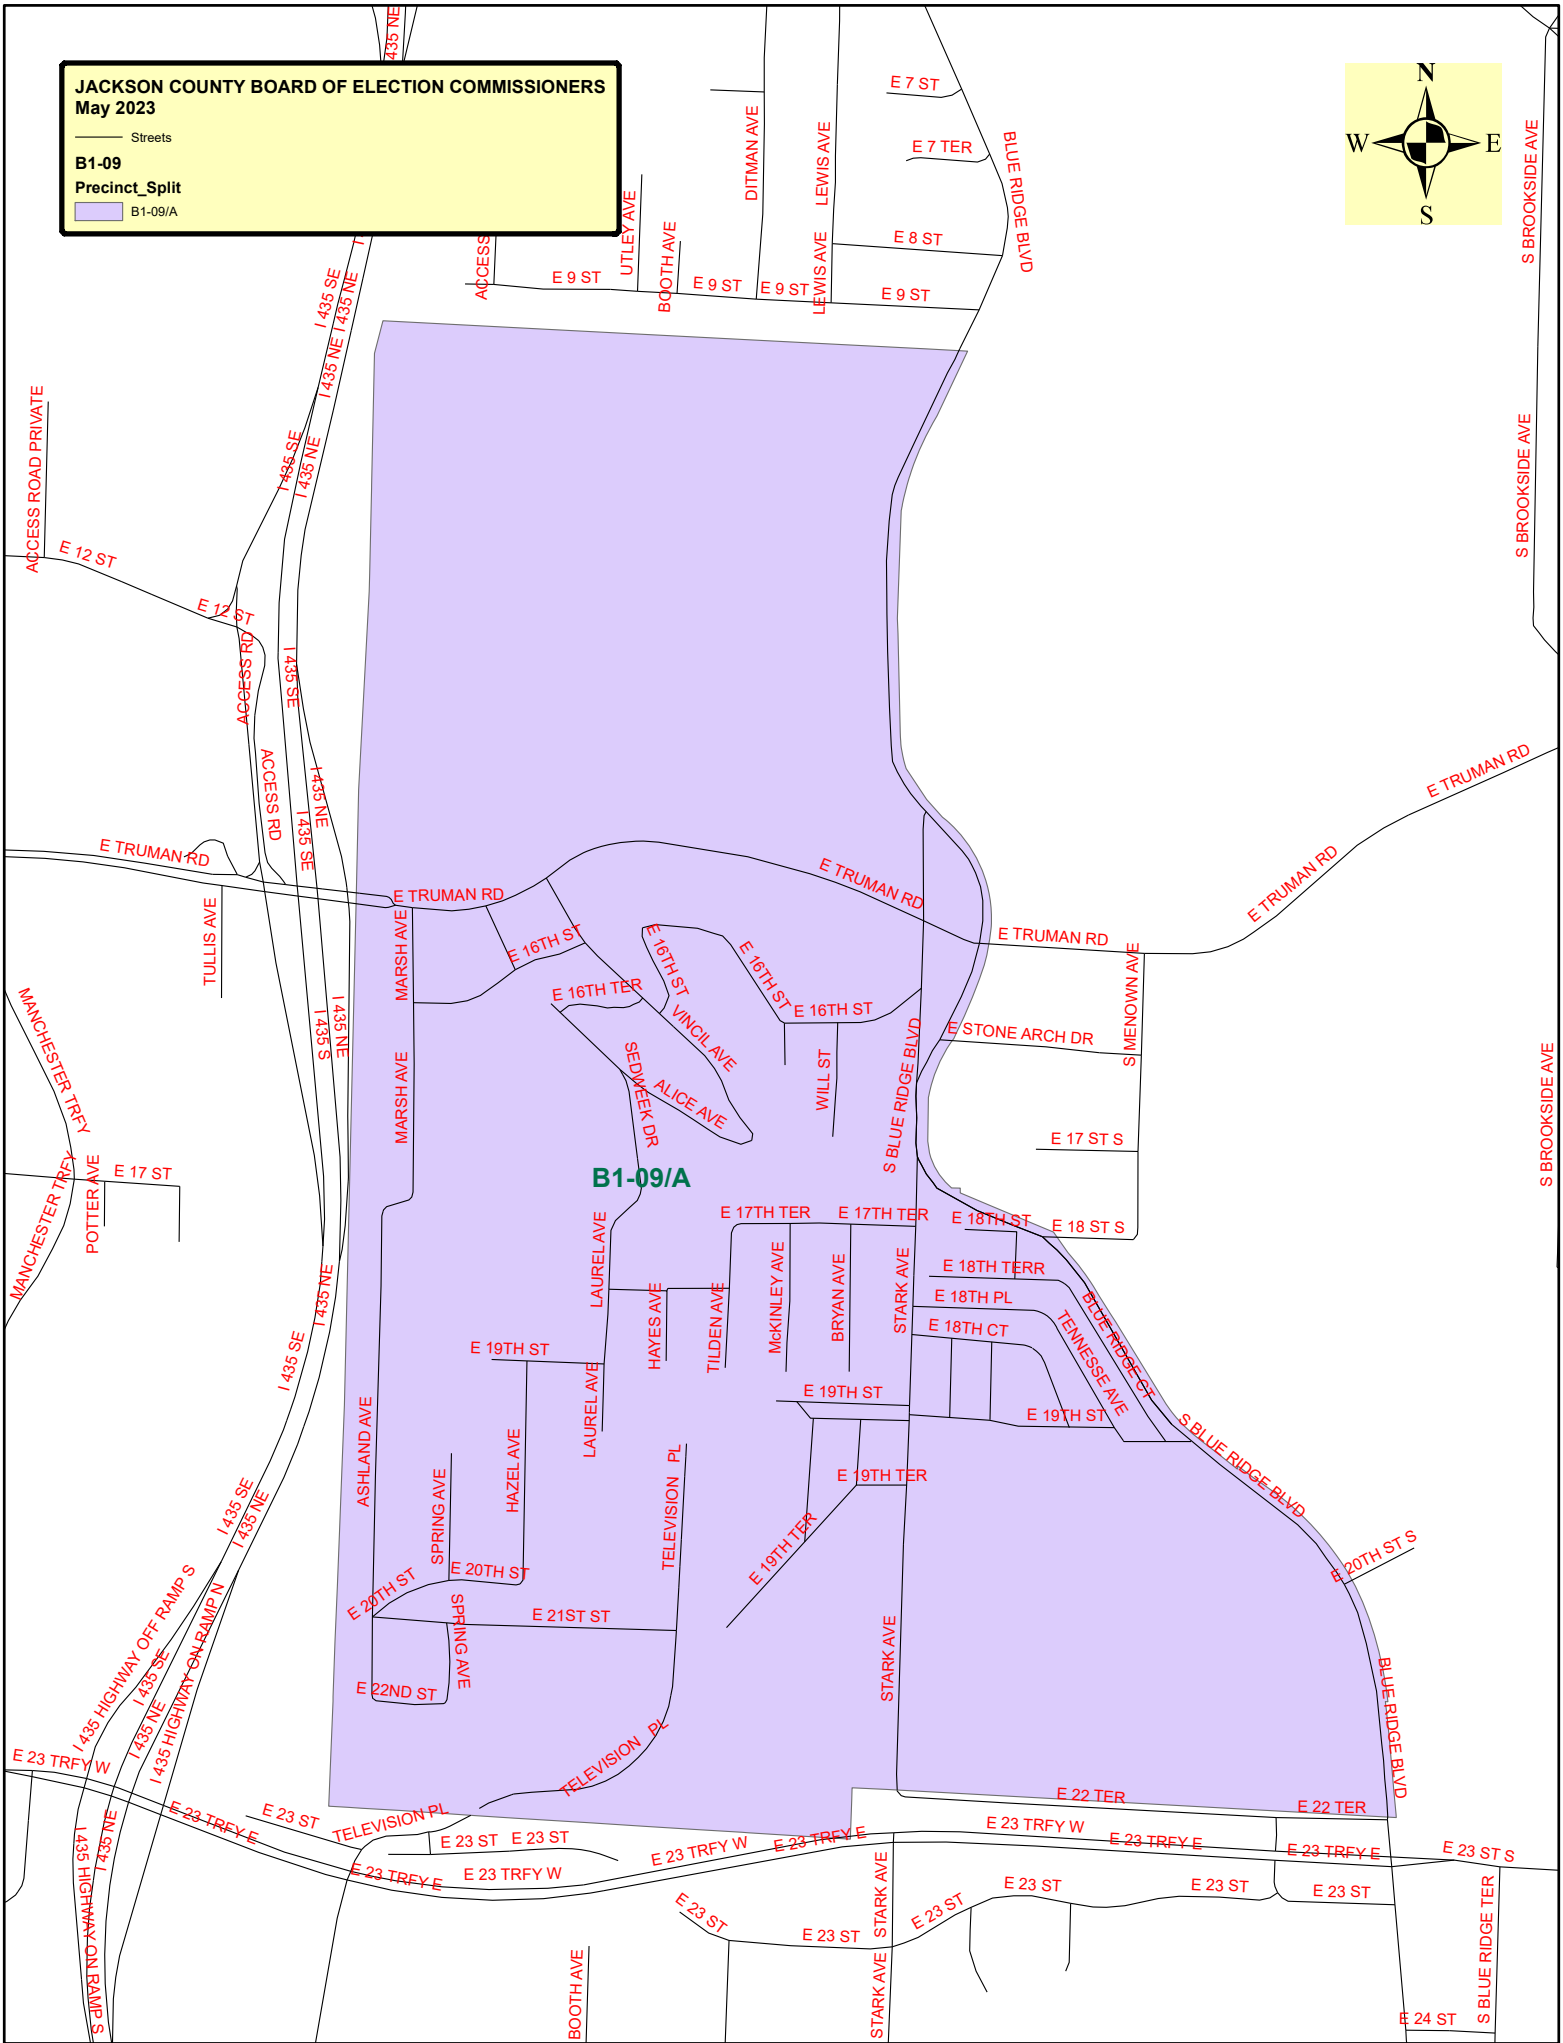 JACKSON COUNTY BOARD OF ELECTION COMMISSIONERS
May 2023
Streets
B1-09
Precinct_Split
B1-09/A
N
W
E
S
435 NE
E 7 ST
E 7 TER
DITMAN AVE
LEWIS AVE
BLUE RIDGE BLVD
S BROOKSIDE AVE
UTLEY AVE
BOOTH AVE
LEWIS AVE
E 8 ST
ACCESS
E 9 ST
E 9 ST
E 9 ST
E 9 ST
I 435 SE
I 435 NE
I 435 NE
ACCESS ROAD PRIVATE
S BROOKSIDE AVE
I 435 SE
I 435 NE
E 12 ST
E 12 ST
ACCESS RD
I 435 SE
ACCESS RD
I 435 NE
I 435 SE
E TRUMAN RD
E TRUMAN RD
E TRUMAN RD
E TRUMAN RD
E TRUMAN RD
E TRUMAN RD
TULLIS AVE
MARSH AVE
E 16TH ST
E 16TH ST
E 16TH ST
E 16TH TER
E 16TH ST
VINCIL AVE
S MENOWN AVE
E STONE ARCH DR
MANCHESTER TRFY
I 435 S
I 435 NE
MARSH AVE
SEDWEEK DR
ALICE AVE
WILL ST
S BLUE RIDGE BLVD
S BROOKSIDE AVE
E 17 ST S
E 17 ST
POTTER AVE
MANCHESTER TRFY
B1-09/A
E 17TH TER
E 17TH TER
E 18TH ST
E 18 ST S
LAUREL AVE
E 18TH TERR
E 18TH PL
E 18TH CT
I 435 NE
HAYES AVE
TILDEN AVE
McKINLEY AVE
BRYAN AVE
STARK AVE
TENNESSE AVE
BLUE RIDGE CT
I 435 SE
E 19TH ST
LAUREL AVE
E 19TH ST
E 19TH ST
S BLUE RIDGE BLVD
ASHLAND AVE
HAZEL AVE
SPRING AVE
TELEVISION PL
E 19TH TER
E 19TH TER
I 435 SE
I 435 NE
E 20TH ST S
E 20TH ST
E 20TH ST
SPRING AVE
E 21ST ST
E 22ND ST
STARK AVE
BLUE RIDGE BLVD
I 435 HIGHWAY OFF RAMP S
I 435 SE
I 435 NE
I 435 HIGHWAY ON RAMP N
TELEVISION PL
E 23 TRFY W
E 22 TER
E 22 TER
E 23 TRFY E
E 23 ST
TELEVISION PL
E 23 ST
E 23 ST
E 23 TRFY E
E 23 TRFY W
E 23 TRFY W
E 23 TRFY E
E 23 TRFY W
E 23 TRFY E
E 23 TRFY E
E 23 ST S
I 435 NE
I 435 HIGHWAY ON RAMP S
E 23 ST
E 23 ST
E 23 ST
E 23 ST
E 23 ST
E 23 ST
STARK AVE
STARK AVE
BOOTH AVE
S BLUE RIDGE TER
E 24 ST